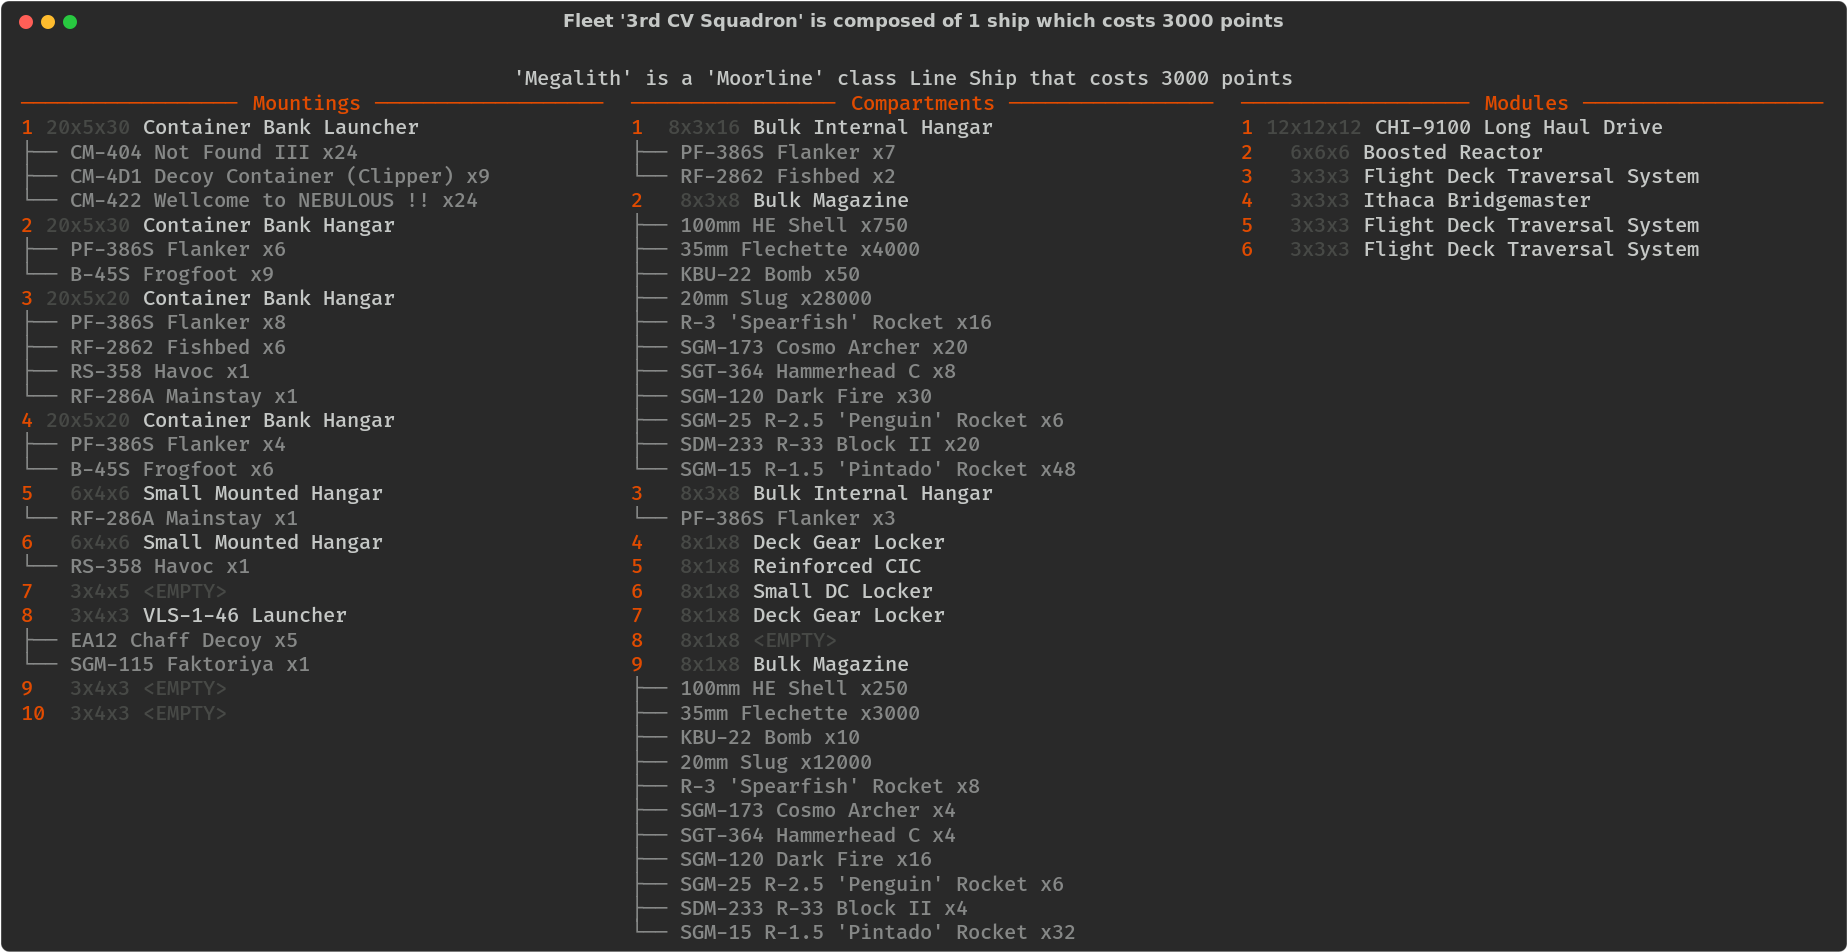 Fleet '3rd CV Squadron' is composed of 1 ship which costs 3000 points
'Megalith' is a 'Moorline' class Line Ship that costs 3000 points
Mountings
1 20x5x30 Container Bank Launcher
CM-404 Not Found III x24
CM-4D1 Decoy Container (Clipper) x9
CM-422 Wellcome to NEBULOUS !! x24
2 20x5x30 Container Bank Hangar
PF-386S Flanker x6
B-45S Frogfoot x9
3 20x5x20 Container Bank Hangar
PF-386S Flanker x8
RF-2862 Fishbed x6
RS-358 Havoc x1
RF-286A Mainstay x1
4 20x5x20 Container Bank Hangar
PF-386S Flanker x4
B-45S Frogfoot x6
5 6x4x6 Small Mounted Hangar
RF-286A Mainstay x1
6 6x4x6 Small Mounted Hangar
RS-358 Havoc x1
7 3x4x5 <EMPTY>
8 3x4x3 VLS-1-46 Launcher
EA12 Chaff Decoy x5
SGM-115 Faktoriya x1
9 3x4x3 <EMPTY>
10 3x4x3 <EMPTY>
Compartments
1 8x3x16 Bulk Internal Hangar
PF-386S Flanker x7
RF-2862 Fishbed x2
2 8x3x8 Bulk Magazine
100mm HE Shell x750
35mm Flechette x4000
KBU-22 Bomb x50
20mm Slug x28000
R-3 'Spearfish' Rocket x16
SGM-173 Cosmo Archer x20
SGT-364 Hammerhead C x8
SGM-120 Dark Fire x30
SGM-25 R-2.5 'Penguin' Rocket x6
SDM-233 R-33 Block II x20
SGM-15 R-1.5 'Pintado' Rocket x48
3 8x3x8 Bulk Internal Hangar
PF-386S Flanker x3
4 8x1x8 Deck Gear Locker
5 8x1x8 Reinforced CIC
6 8x1x8 Small DC Locker
7 8x1x8 Deck Gear Locker
8 8x1x8 <EMPTY>
9 8x1x8 Bulk Magazine
100mm HE Shell x250
35mm Flechette x3000
KBU-22 Bomb x10
20mm Slug x12000
R-3 'Spearfish' Rocket x8
SGM-173 Cosmo Archer x4
SGT-364 Hammerhead C x4
SGM-120 Dark Fire x16
SGM-25 R-2.5 'Penguin' Rocket x6
SDM-233 R-33 Block II x4
SGM-15 R-1.5 'Pintado' Rocket x32
Modules
1 12x12x12 CHI-9100 Long Haul Drive
2 6x6x6 Boosted Reactor
3 3x3x3 Flight Deck Traversal System
4 3x3x3 Ithaca Bridgemaster
5 3x3x3 Flight Deck Traversal System
6 3x3x3 Flight Deck Traversal System